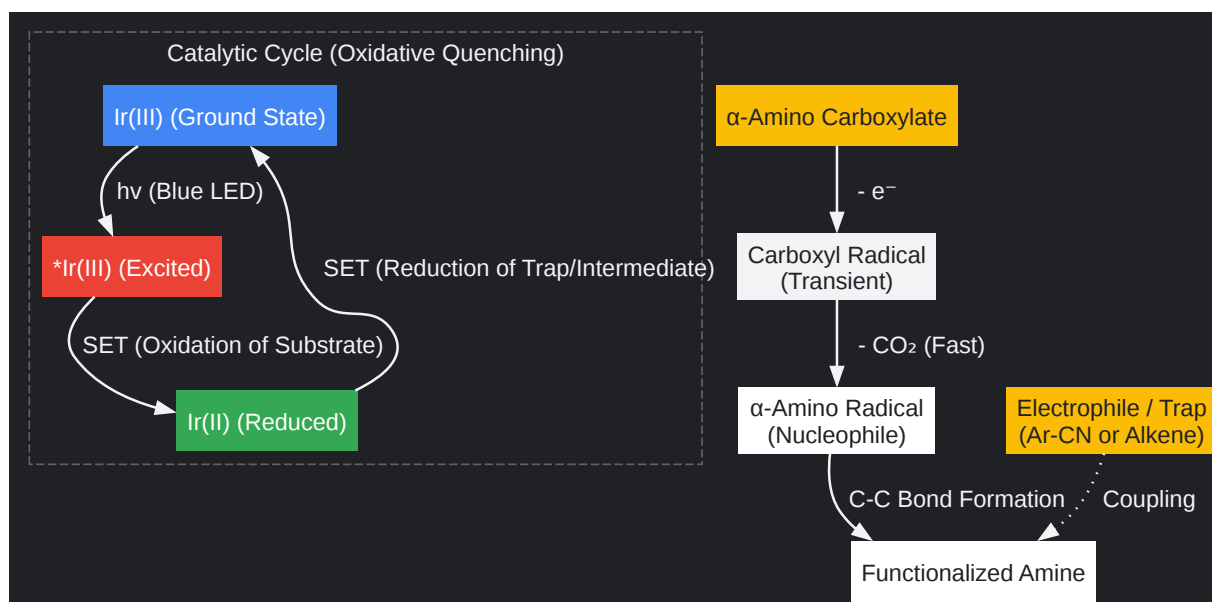 Catalytic Cycle (Oxidative Quenching)
Ir(III) (Ground State)
hν (Blue LED)
*Ir(III) (Excited)
SET (Reduction of Trap/Intermediate)
SET (Oxidation of Substrate)
Ir(II) (Reduced)
α-Amino Carboxylate
- e⁻
Carboxyl Radical
(Transient)
- CO₂ (Fast)
α-Amino Radical
(Nucleophile)
Electrophile / Trap
(Ar-CN or Alkene)
C-C Bond Formation
Coupling
Functionalized Amine